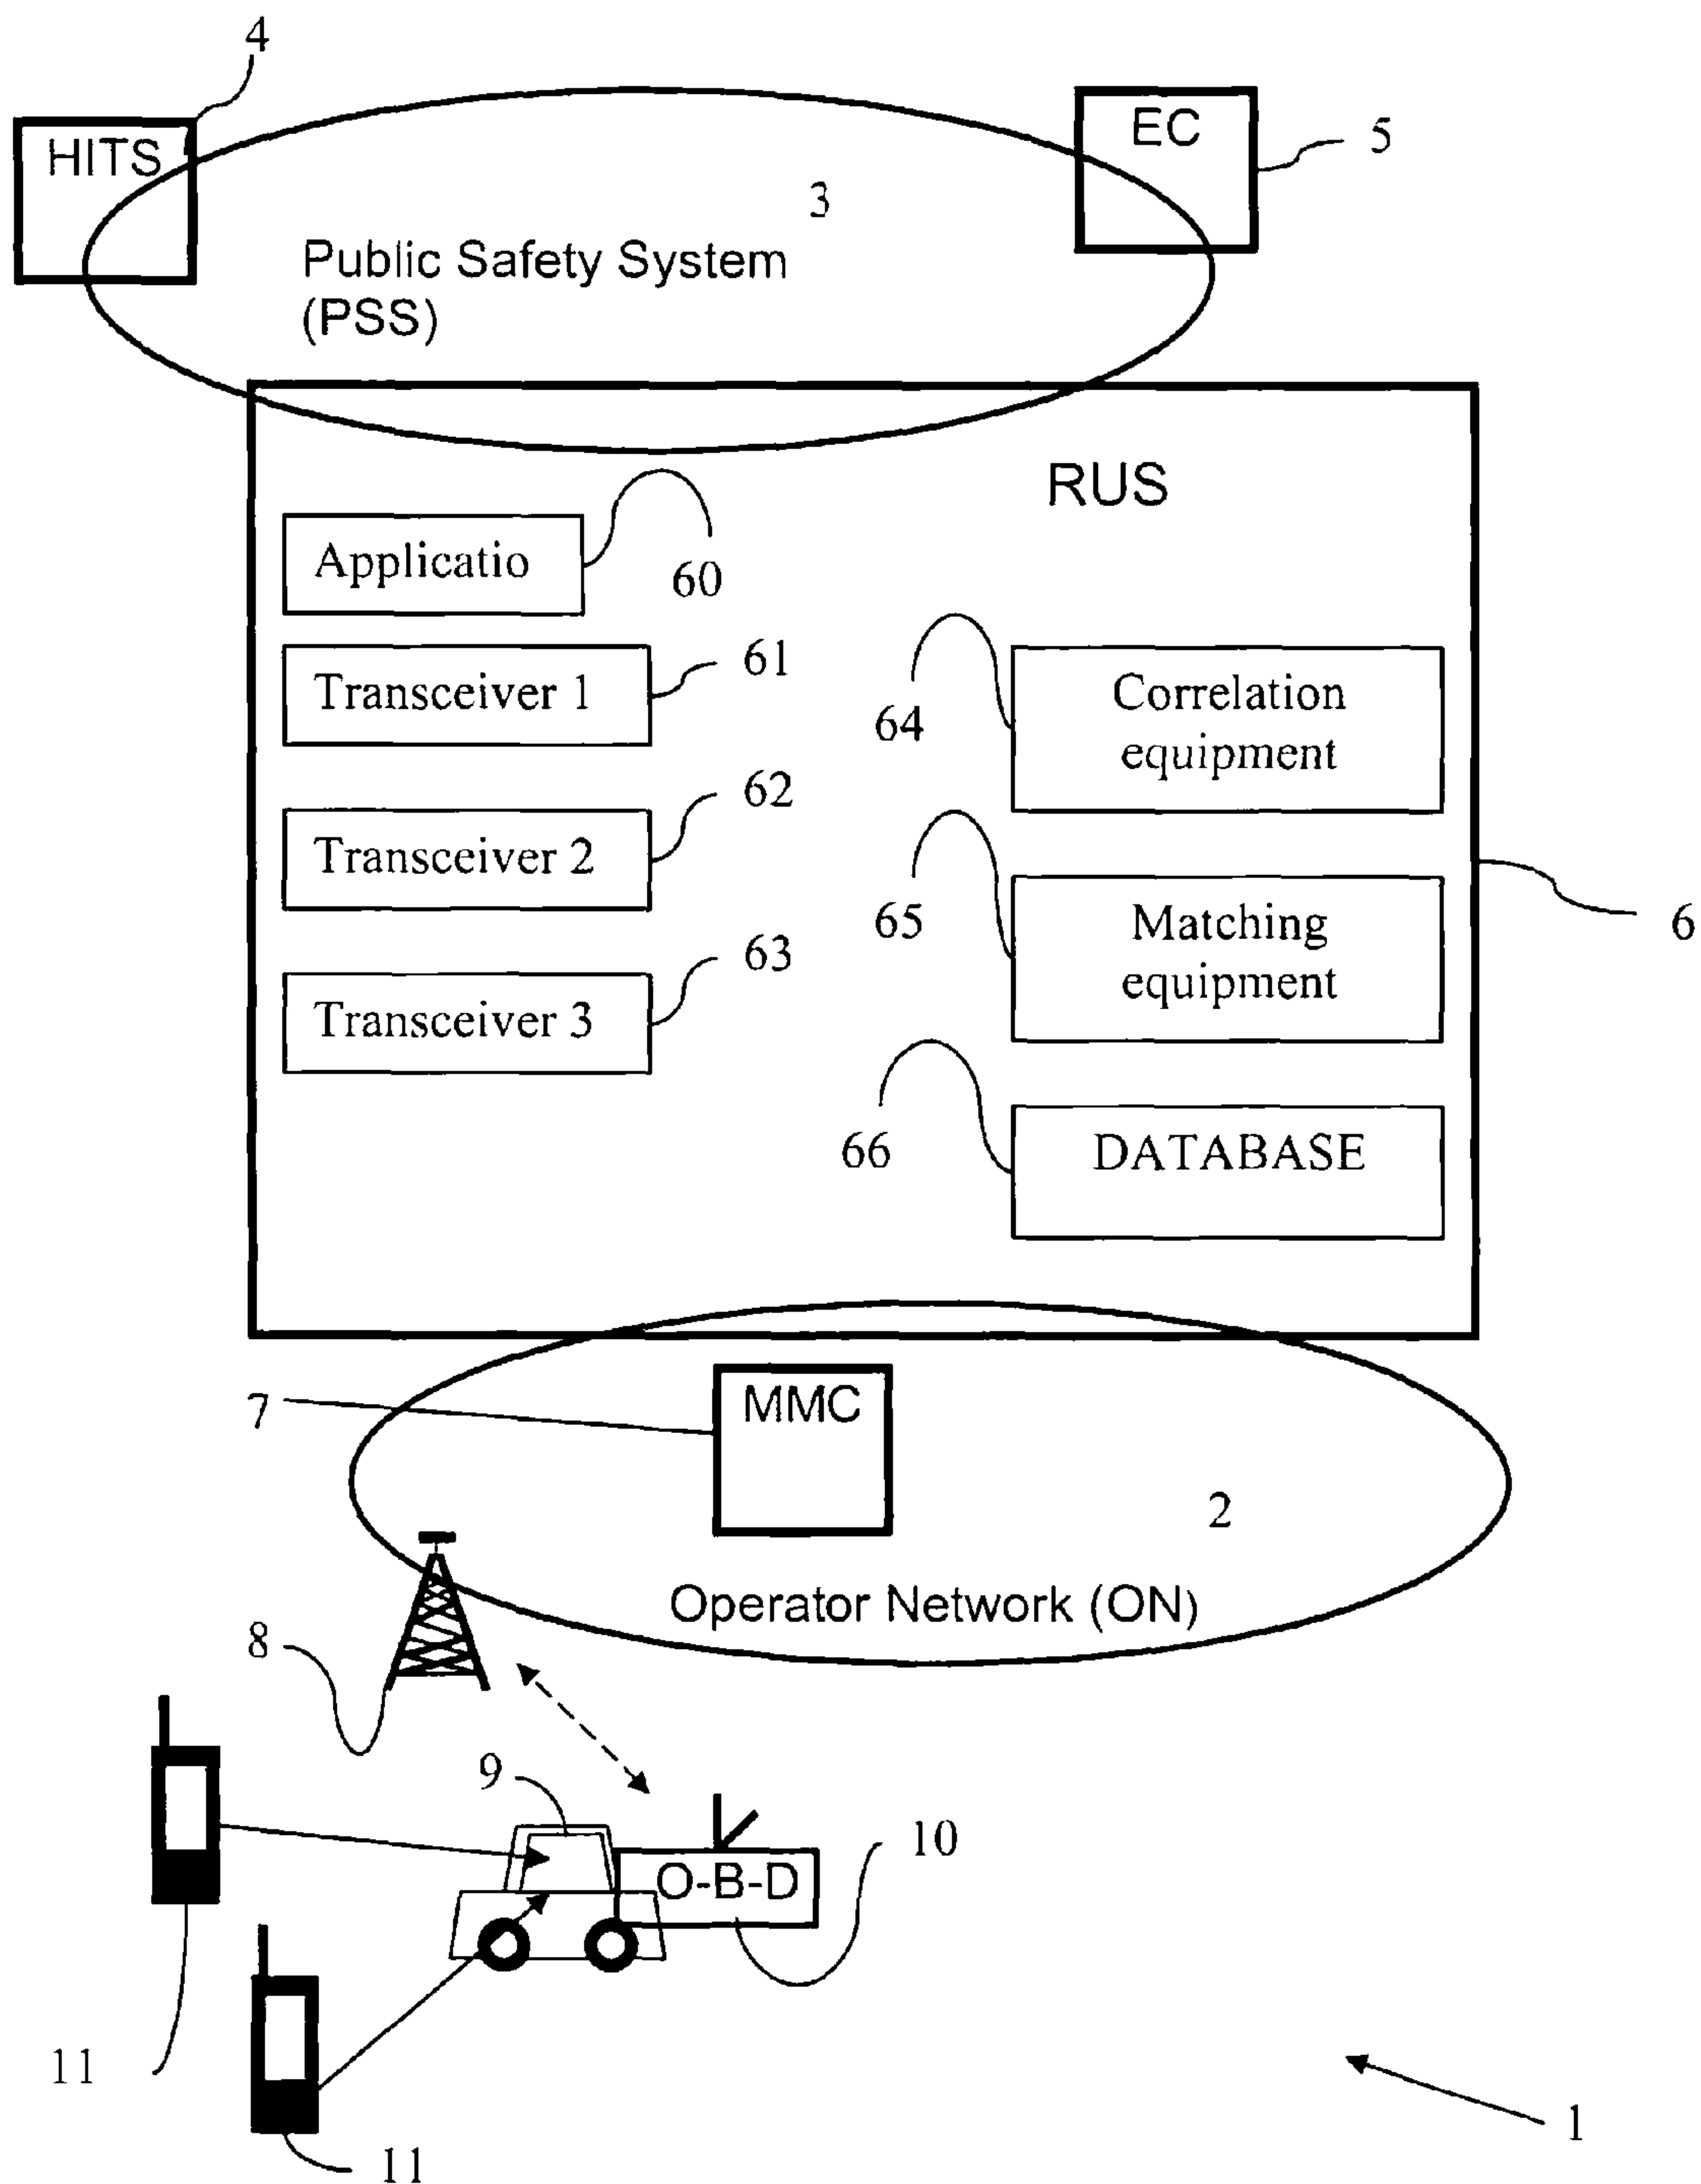 4
HITS
EC
5
3
Public Safety System
(PSS)
RUS
Applicatio
60
Transceiver 1
61
Correlation
equipment
64
Transceiver 2
62
Matching
equipment
65
6
Transceiver 3
63
DATABASE
66
MMC
7
2
Operator Network (ON)
8
9
O-B-D
10
11
11
1